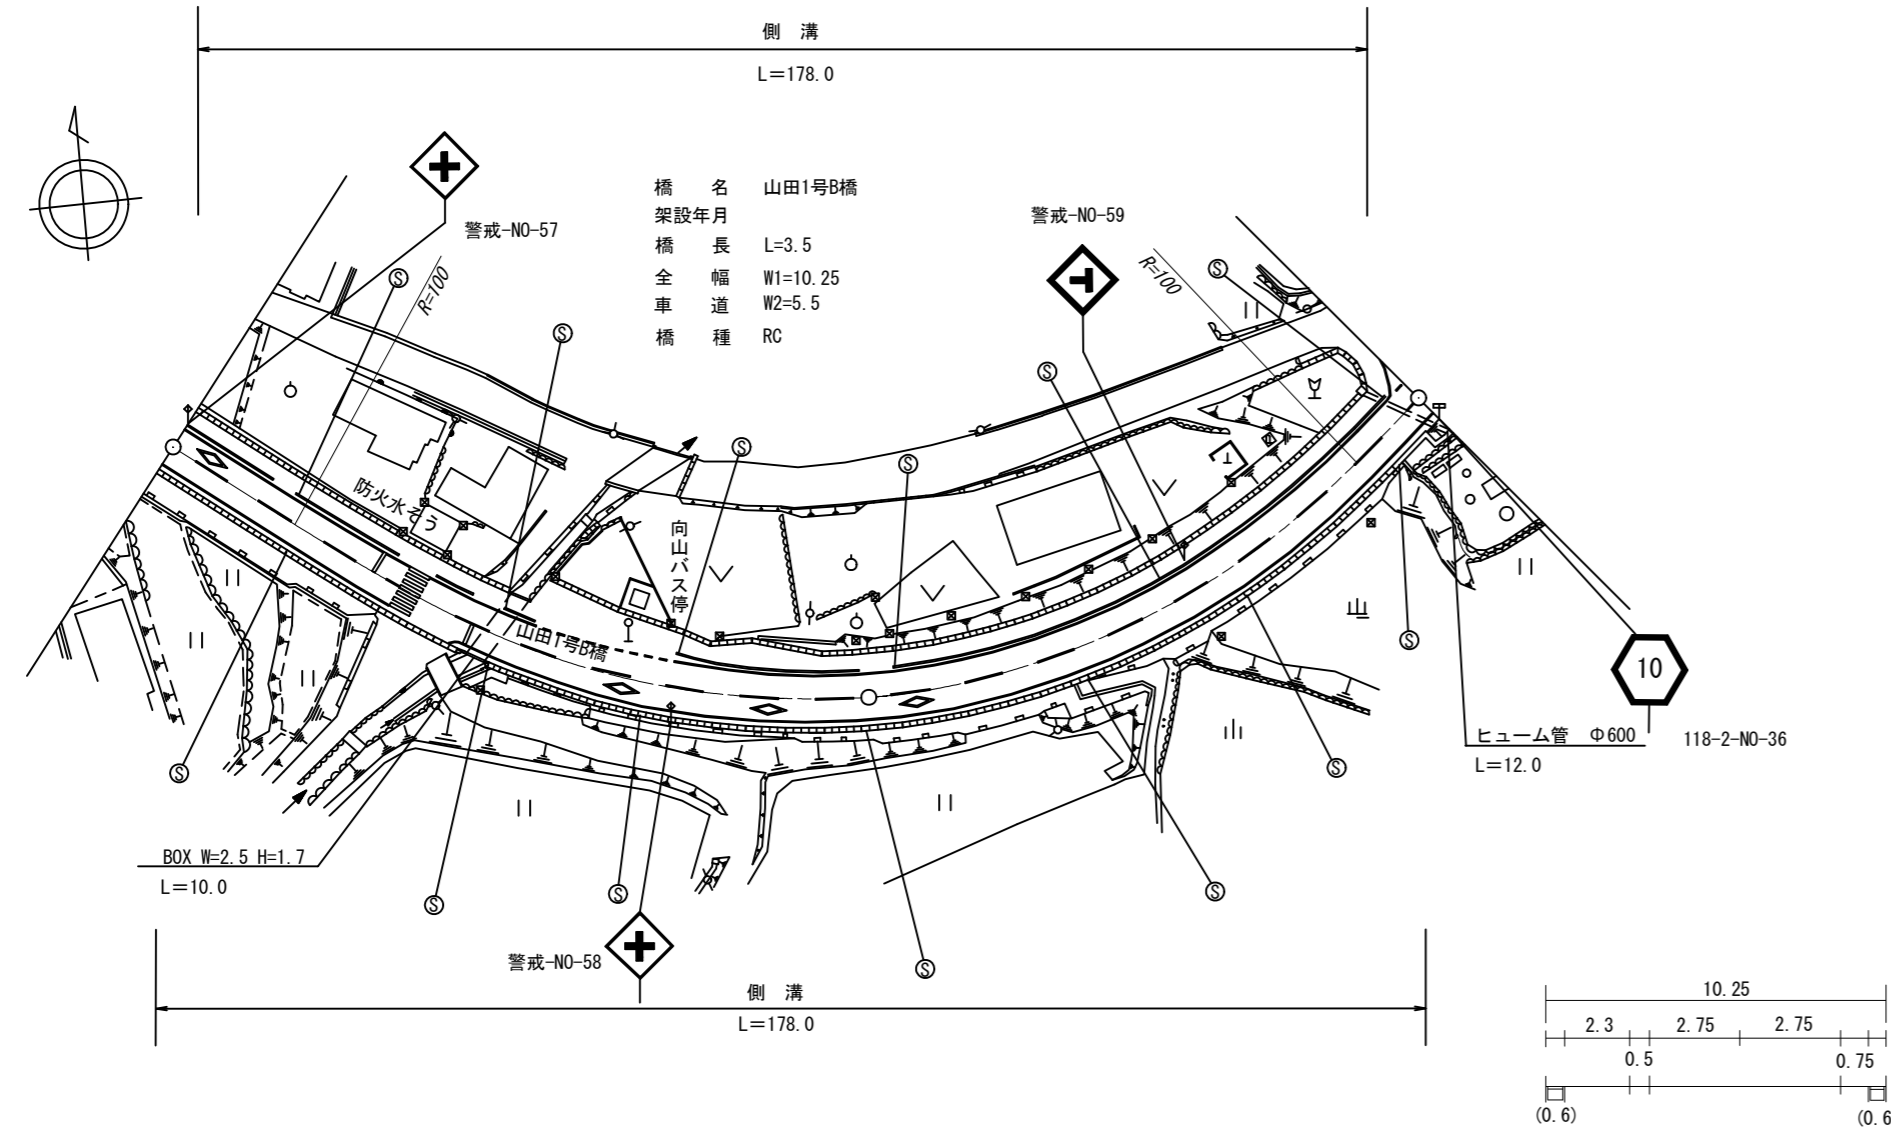 側 溝
L=178.0
警戒-NO-57
橋 名 山田1号B橋
架設年月
橋 長 L=3.5
全 幅 W1=10.25
車 道 W2=5.5
橋 種 RC
警戒-NO-59
R=100
R=100
S
S
S
S
S
S
防火水そう
向山バス停
山田1号B橋
S
S
S
S
S
S
S
10
ヒューム管 Φ600
L=12.0
118-2-NO-36
BOX W=2.5 H=1.7
L=10.0
警戒-NO-58
側 溝
L=178.0
10.25
2.3 2.75 2.75
0.5 0.75
(0.6) (0.6